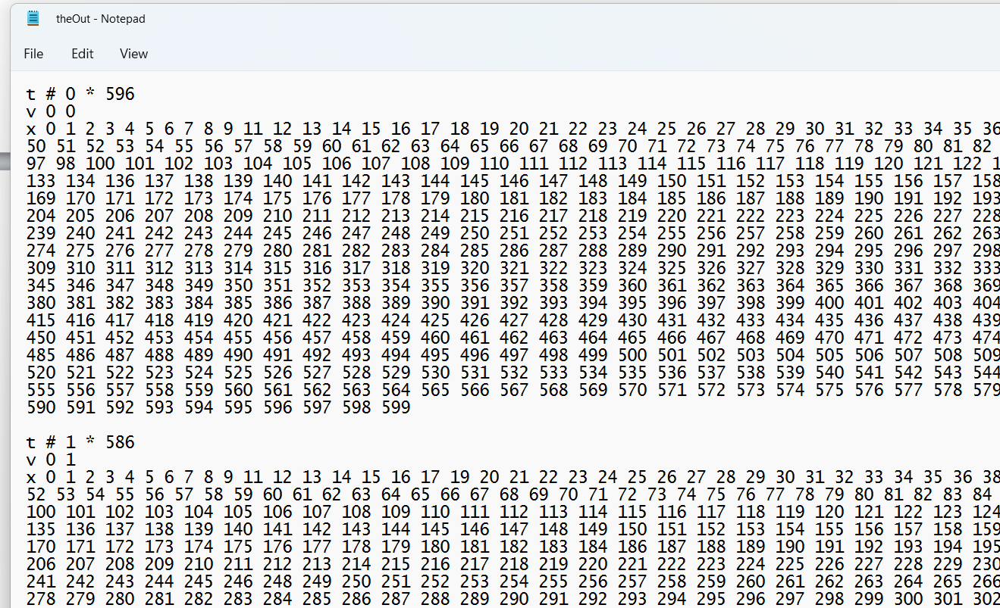 theOut - Notepad
File Edit View
t # 0 * 596
v 0 0
x 0 1 2 3 4 5 6 7 8 9 11 12 13 14 15 16 17 18 19 20 21 22 23 24 25 26 27 28 29 30 31 32 33 34 35 36
50 51 52 53 54 55 56 57 58 59 60 61 62 63 64 65 66 67 68 69 70 71 72 73 74 75 76 77 78 79 80 81 82
97 98 100 101 102 103 104 105 106 107 108 109 110 111 112 113 114 115 116 117 118 119 120 121 122 1
133 134 136 137 138 139 140 141 142 143 144 145 146 147 148 149 150 151 152 153 154 155 156 157 158
169 170 171 172 173 174 175 176 177 178 179 180 181 182 183 184 185 186 187 188 189 190 191 192 193
204 205 206 207 208 209 210 211 212 213 214 215 216 217 218 219 220 221 222 223 224 225 226 227 228
239 240 241 242 243 244 245 246 247 248 249 250 251 252 253 254 255 256 257 258 259 260 261 262 263
274 275 276 277 278 279 280 281 282 283 284 285 286 287 288 289 290 291 292 293 294 295 296 297 298
309 310 311 312 313 314 315 316 317 318 319 320 321 322 323 324 325 326 327 328 329 330 331 332 333
345 346 347 348 349 350 351 352 353 354 355 356 357 358 359 360 361 362 363 364 365 366 367 368 369
380 381 382 383 384 385 386 387 388 389 390 391 392 393 394 395 396 397 398 399 400 401 402 403 404
415 416 417 418 419 420 421 422 423 424 425 426 427 428 429 430 431 432 433 434 435 436 437 438 439
450 451 452 453 454 455 456 457 458 459 460 461 462 463 464 465 466 467 468 469 470 471 472 473 474
485 486 487 488 489 490 491 492 493 494 495 496 497 498 499 500 501 502 503 504 505 506 507 508 509
520 521 522 523 524 525 526 527 528 529 530 531 532 533 534 535 536 537 538 539 540 541 542 543 544
555 556 557 558 559 560 561 562 563 564 565 566 567 568 569 570 571 572 573 574 575 576 577 578 579
590 591 592 593 594 595 596 597 598 599
t # 1 * 586
v 0 1
x 0 1 2 3 4 5 6 7 8 9 11 12 13 14 15 16 17 19 20 21 22 23 24 25 26 27 28 29 30 31 32 33 34 35 36 38
52 53 54 55 56 57 58 59 60 61 62 63 64 65 66 67 68 69 70 71 72 73 74 75 76 77 78 79 80 81 82 83 84
100 101 102 103 104 105 106 107 108 109 110 111 112 113 114 115 116 117 118 119 120 121 122 123 124
135 136 137 138 139 140 141 142 143 144 145 146 147 148 149 150 151 152 153 154 155 156 157 158 159
170 171 172 173 174 175 176 177 178 179 180 181 182 183 184 186 187 188 189 190 191 192 193 194 195
206 207 208 209 210 211 212 213 214 215 216 217 218 219 220 221 222 223 224 225 226 227 228 229 230
241 242 243 244 245 246 248 249 250 251 252 253 254 255 256 257 258 259 260 261 262 263 264 265 266
278 279 280 281 282 283 284 285 286 287 288 289 290 291 292 293 294 295 296 297 298 299 300 301 302